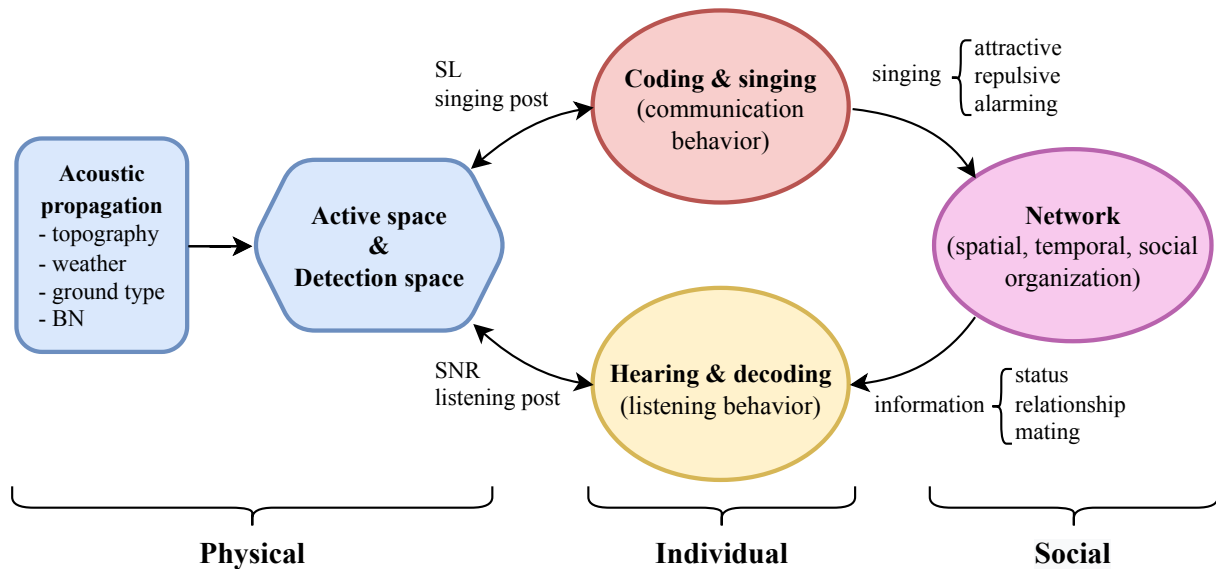 Acoustic
propagation
- topography
- weather
- ground type
- BN
Active space
&
Detection space
SL
singing post
SNR
listening post
Coding & singing
(communication
behavior)
Hearing & decoding
(listening behavior)
singing
attractive
repulsive
alarming
Network
(spatial, temporal, social
organization)
information
status
relationship
mating
Physical
Individual
Social